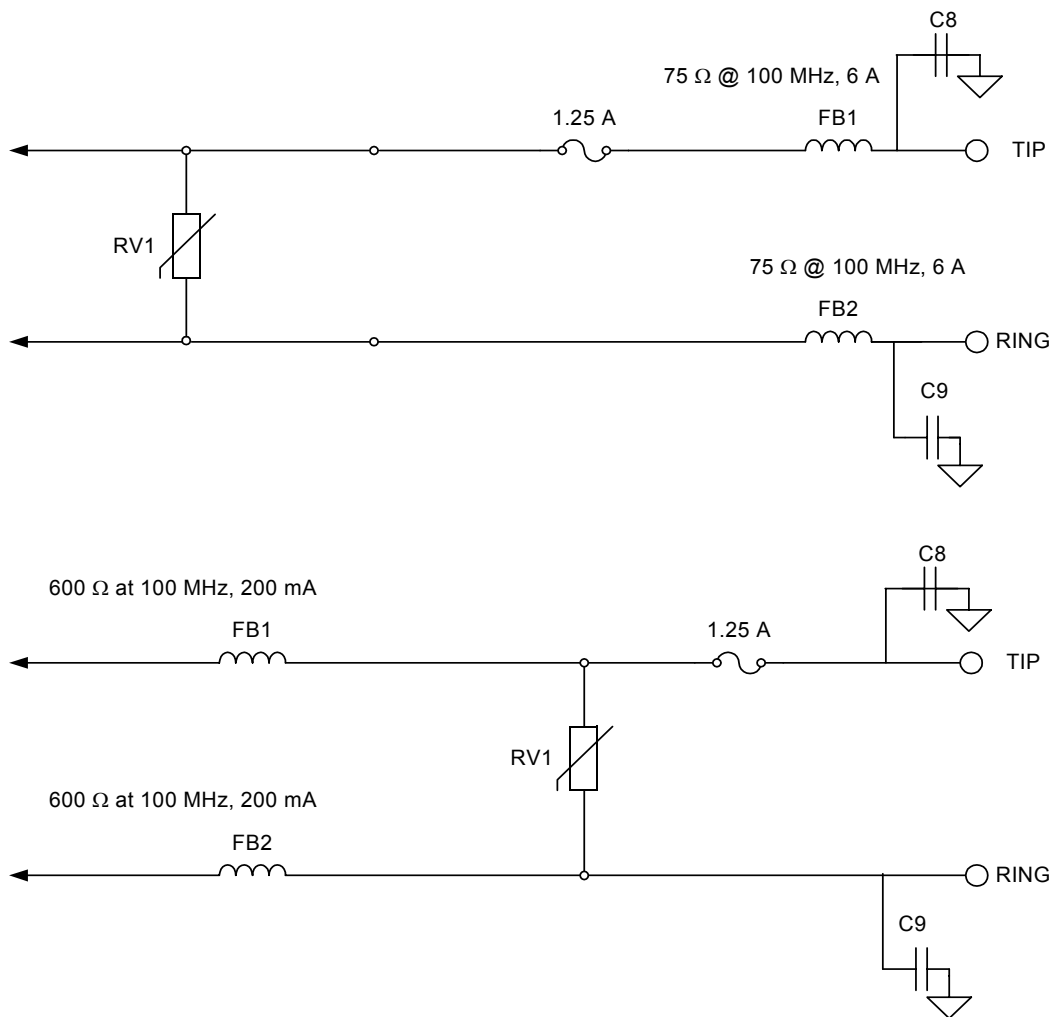 C8
75 Ω @ 100 MHz, 6 A
1.25 A
FB1
TIP
RV1
75 Ω @ 100 MHz, 6 A
FB2
RING
C9
C8
600 Ω at 100 MHz, 200 mA
FB1
1.25 A
TIP
RV1
600 Ω at 100 MHz, 200 mA
FB2
RING
C9